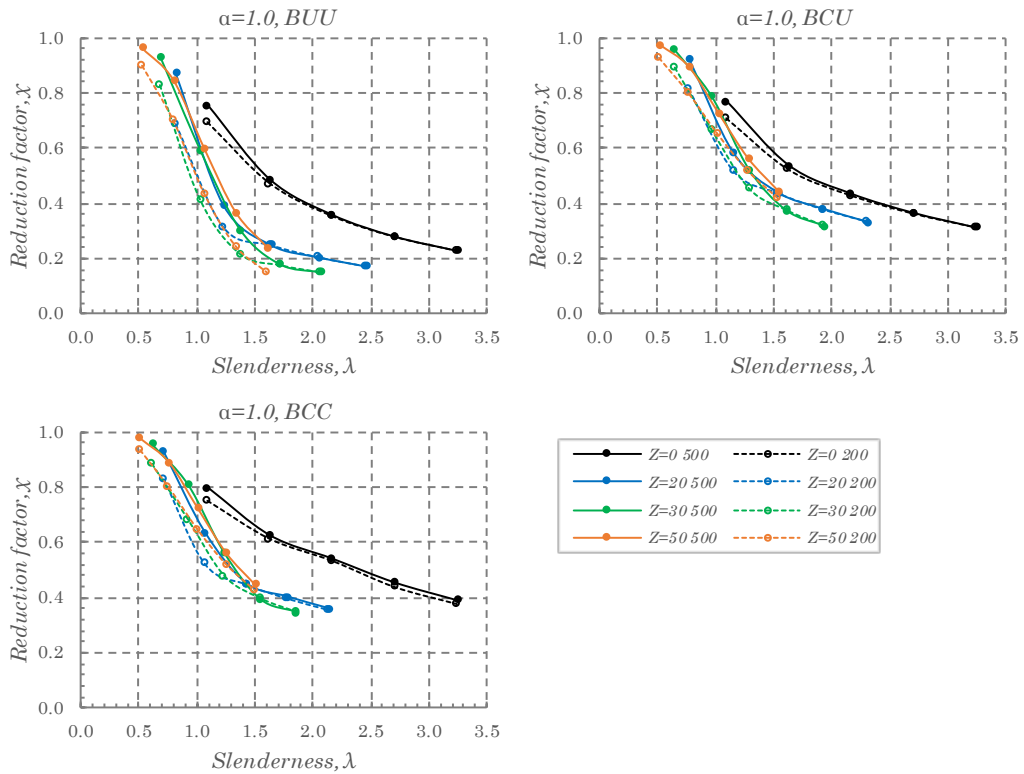 α=1.0, BUU
1.0
0.8
0.6
0.4
0.2
0.0
0.0 0.5 1.0 1.5 2.0 2.5 3.0 3.5
Reduction factor, χ
Slenderness, λ
α=1.0, BCU
1.0
0.8
0.6
0.4
0.2
0.0
0.0 0.5 1.0 1.5 2.0 2.5 3.0 3.5
Reduction factor, χ
Slenderness, λ
α=1.0, BCC
1.0
0.8
0.6
0.4
0.2
0.0
0.0 0.5 1.0 1.5 2.0 2.5 3.0 3.5
Reduction factor, χ
Slenderness, λ
Z=0 500 Z=0 200
Z=20 500 Z=20 200
Z=30 500 Z=30 200
Z=50 500 Z=50 200